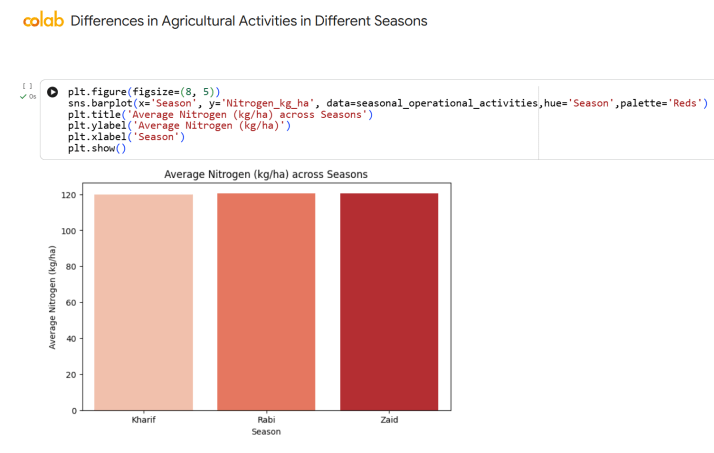 colab Differences in Agricultural Activities in Different Seasons
[ ]
✓ 0s
plt.figure(figsize=(8, 5))
sns.barplot(x='Season', y='Nitrogen_kg_ha', data=seasonal_operational_activities,hue='Season',palette='Reds')
plt.title('Average Nitrogen (kg/ha) across Seasons')
plt.ylabel('Average Nitrogen (kg/ha)')
plt.xlabel('Season')
plt.show()
Average Nitrogen (kg/ha) across Seasons
Average Nitrogen (kg/ha)
120
100
80
60
40
20
0
Kharif Rabi Zaid
Season